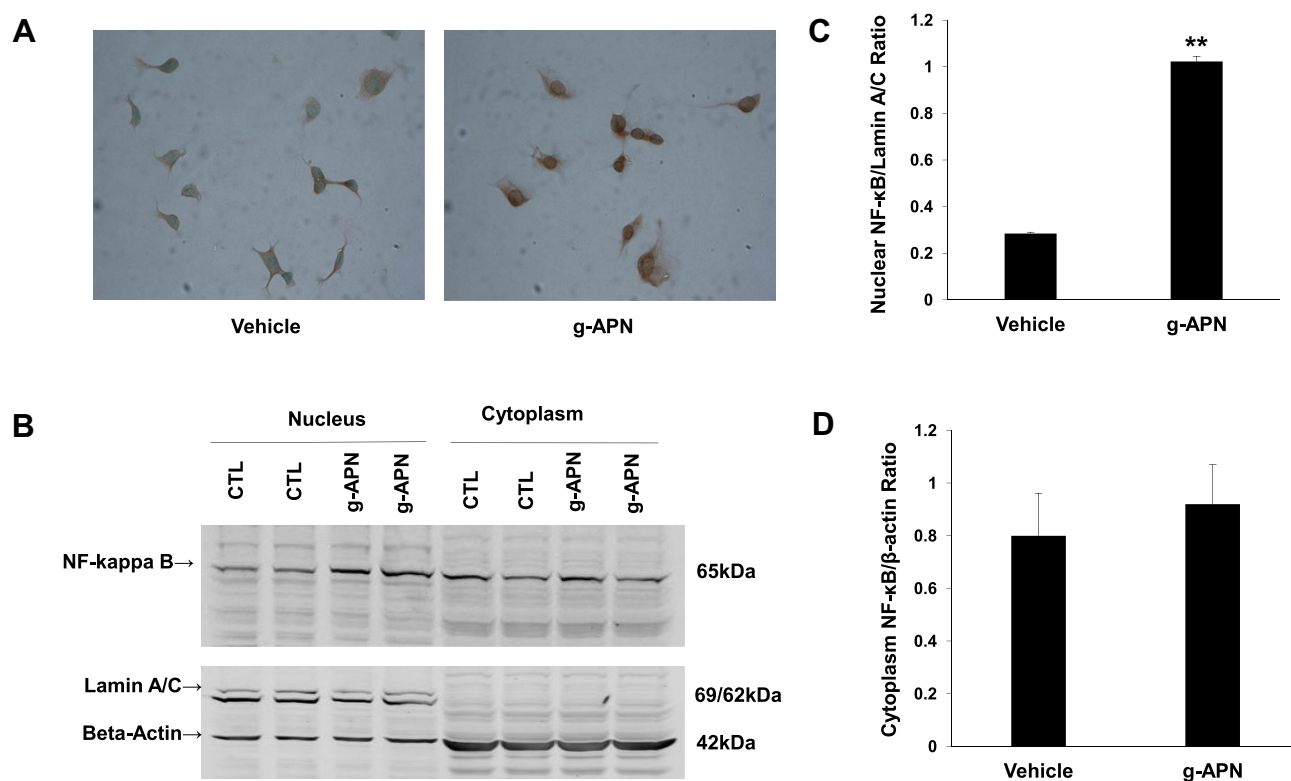 A
Vehicle
g-APN
B
Nucleus
Cytoplasm
CTL
CTL
g-APN
g-APN
CTL
CTL
g-APN
g-APN
NF-kappa B→
65kDa
Lamin A/C→
69/62kDa
Beta-Actin→
42kDa
C
Nuclear NF-κB/Lamin A/C Ratio
1.2
1
0.8
0.6
0.4
0.2
0
**
Vehicle
g-APN
D
Cytoplasm NF-κB/β-actin Ratio
1.2
1
0.8
0.6
0.4
0.2
0
Vehicle
g-APN